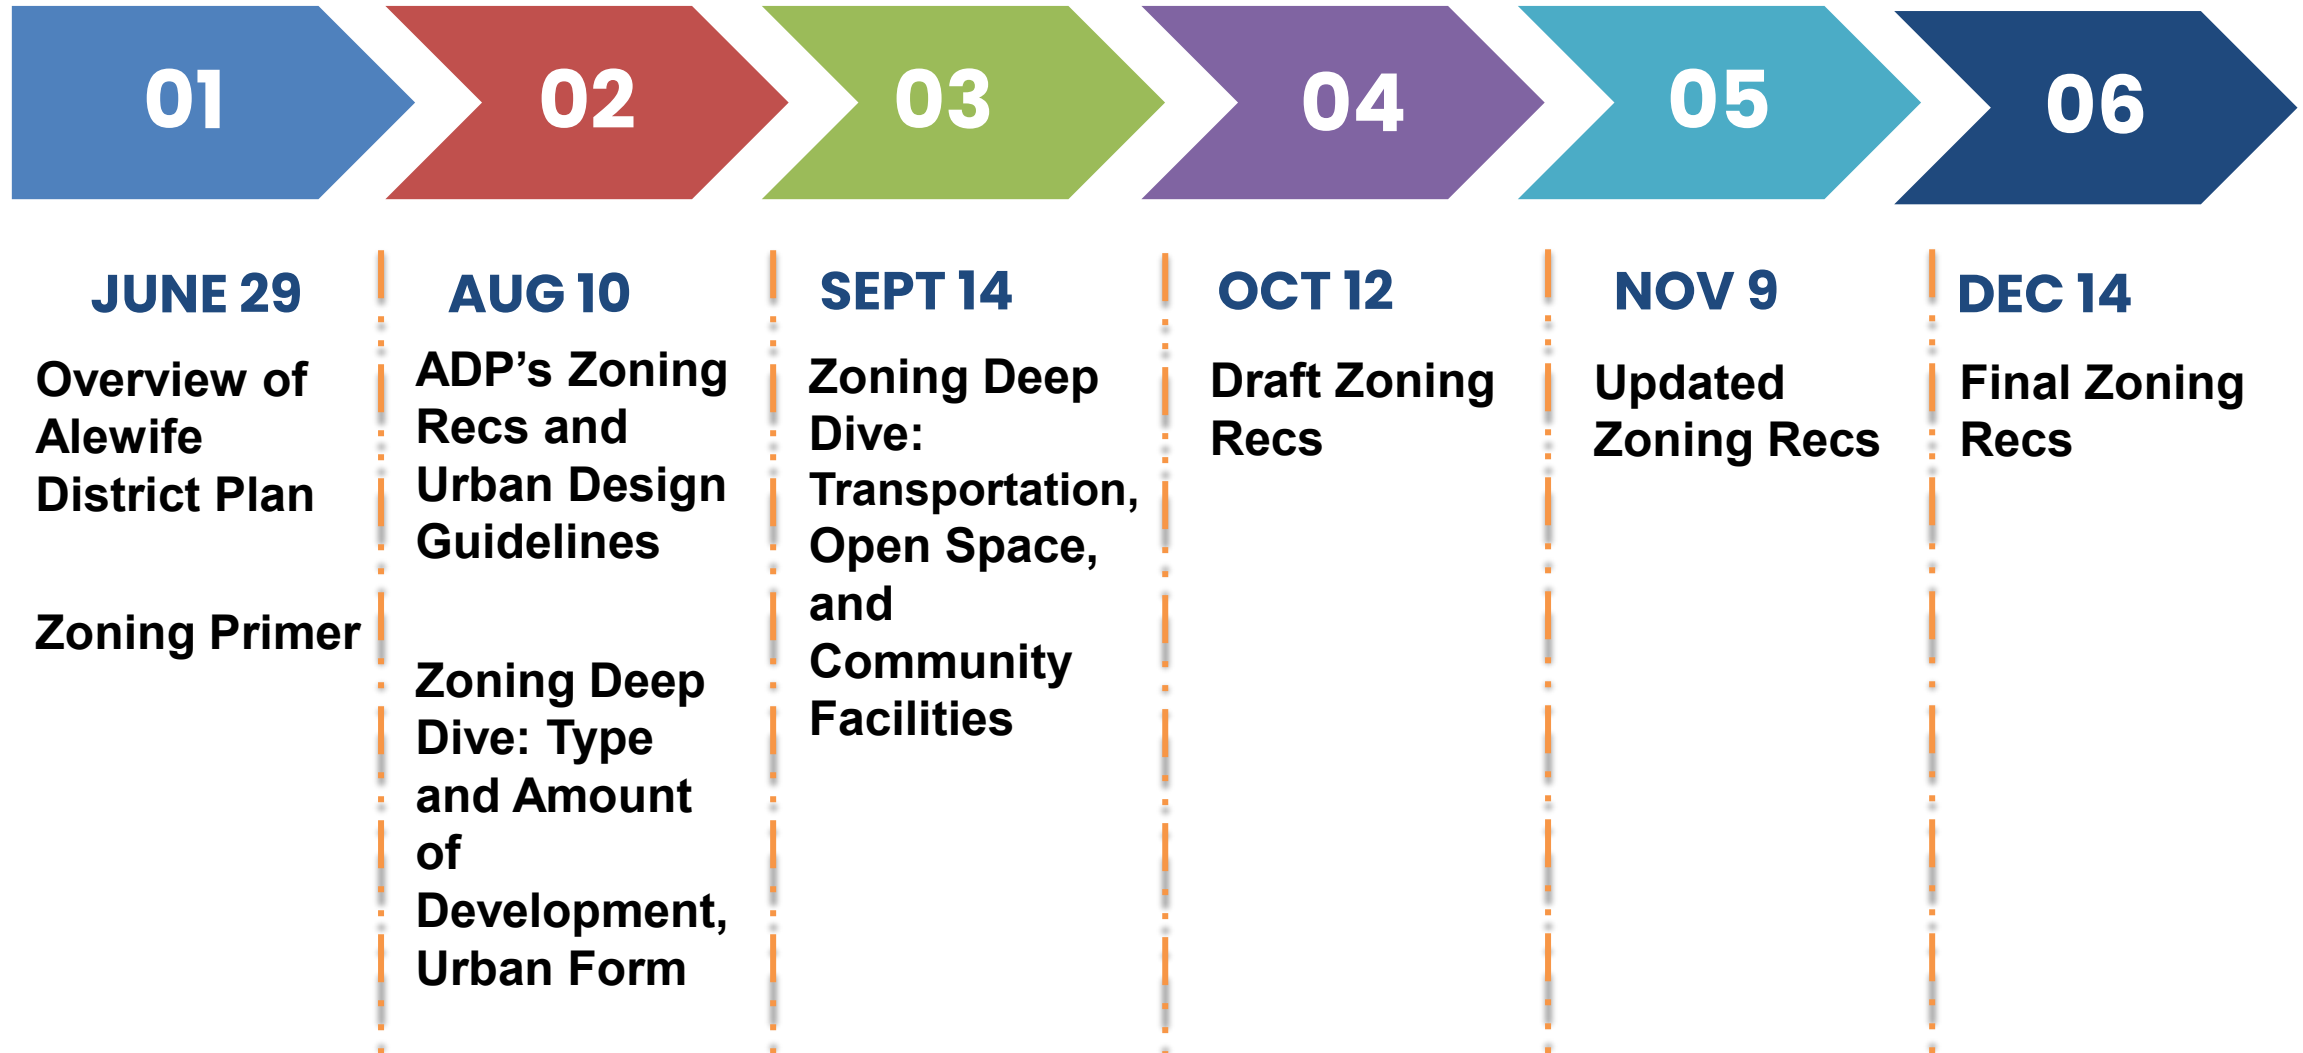 01
02
03
04
05
06
JUNE 29
Overview of
Alewife
District Plan
Zoning Primer
AUG 10
ADP’s Zoning
Recs and
Urban Design
Guidelines
Zoning Deep
Dive: Type
and Amount
of
Development,
Urban Form
SEPT 14
Zoning Deep
Dive:
Transportation,
Open Space,
and
Community
Facilities
OCT 12
Draft Zoning
Recs
NOV 9
Updated
Zoning Recs
DEC 14
Final Zoning
Recs